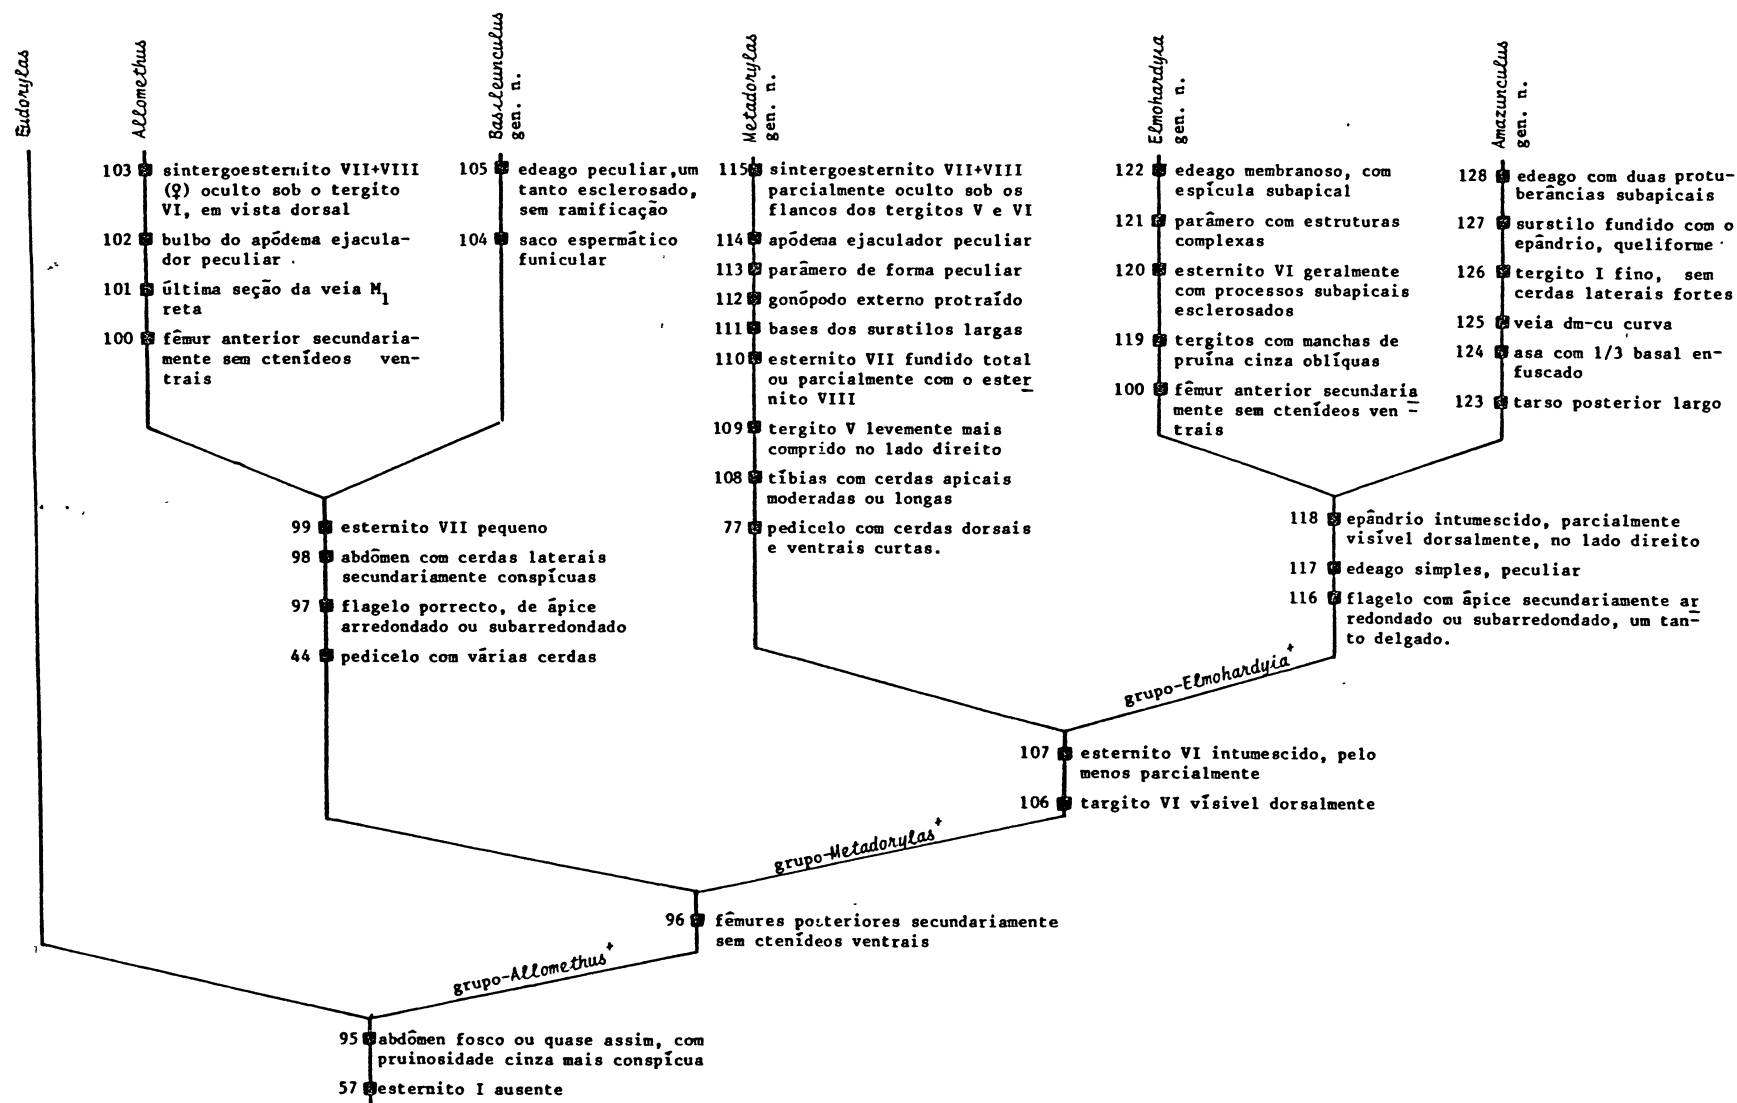 Eudorylas
Allomethus
Basileunculus
gen. n.
Metadorylas
gen. n.
Elmohardyia
gen. n.
Amazunculus
gen. n.
103 sintergoesternito VII+VIII
(♀) oculto sob o tergito
VI, em vista dorsal
102 bulbo do apódema ejacula-
dor peculiar
101 última seção da veia M1
reta
100 fêmur anterior secundaria-
mente sem ctenídeos ven-
trais
105 edeago peculiar,um
tanto esclerosado,
sem ramificação
104 saco espermático
funicular
115 sintergoesternito VII+VIII
parcialmente oculto sob os
flancos dos tergitos V e VI
114 apódema ejaculador peculiar
113 parâmero de forma peculiar
112 gonópodo externo protraído
111 bases dos surstilos largas
110 esternito VII fundido total
ou parcialmente com o ester
nito VIII
109 tergito V levemente mais
comprido no lado direito
108 tíbias com cerdas apicais
moderadas ou longas
77 pedicelo com cerdas dorsais
e ventrais curtas.
122 edeago membranoso, com
espícula subapical
121 parâmero com estruturas
complexas
120 esternito VI geralmente
com processos subapicais
esclerosados
119 tergitos com manchas de
pruína cinza oblíquas
100 fêmur anterior secundaria
mente sem ctenídeos ven-
trais
128 edeago com duas protu-
berâncias subapicais
127 surstilo fundido com o
epândrio, queliforme
126 tergito I fino, sem
cerdas laterais fortes
125 veia dm-cu curva
124 asa com 1/3 basal en-
fuscado
123 tarso posterior largo
99 esternito VII pequeno
98 abdômen com cerdas laterais
secundariamente conspícuas
97 flagelo porrecto, de ápice
arredondado ou subarredondado
44 pedicelo com várias cerdas
118 epândrio intumescido, parcialmente
visível dorsalmente, no lado direito
117 edeago simples, peculiar
116 flagelo com ápice secundariamente ar
redondado ou subarredondado, um tan-
to delgado.
grupo-Elmohardyia+
107 esternito VI intumescido, pelo
menos parcialmente
106 targito VI vísivel dorsalmente
grupo-Metadorylas+
96 fêmures posteriores secundariamente
sem ctenídeos ventrais
grupo-Allomethus+
95 abdômen fosco ou quase assim, com
pruinosidade cinza mais conspícua
57 esternito I ausente